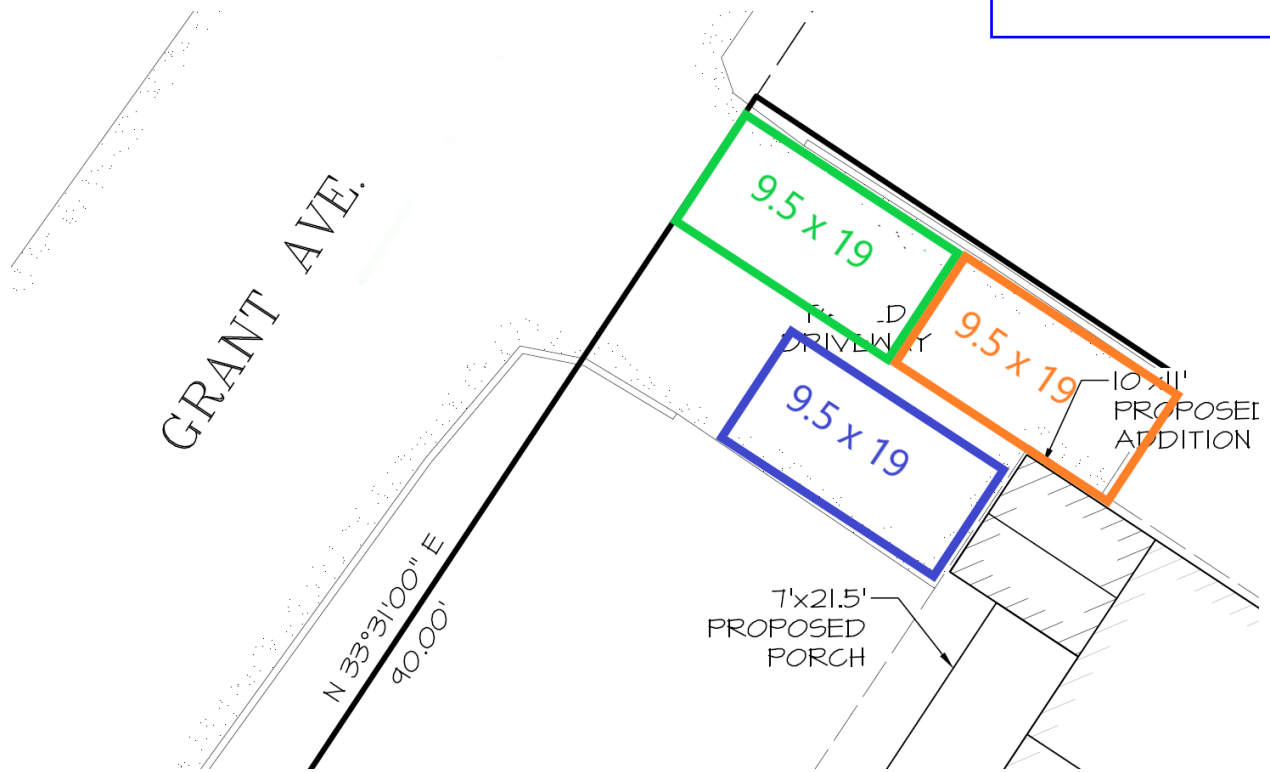 GRANT AVE.
9.5 x 19
9.5 x 19
DRIVEWAY
9.5 x 19
10'x11'
PROPOSED
ADDITION
7'x21.5'
PROPOSED
PORCH
N 33°31'00" E
90.00'